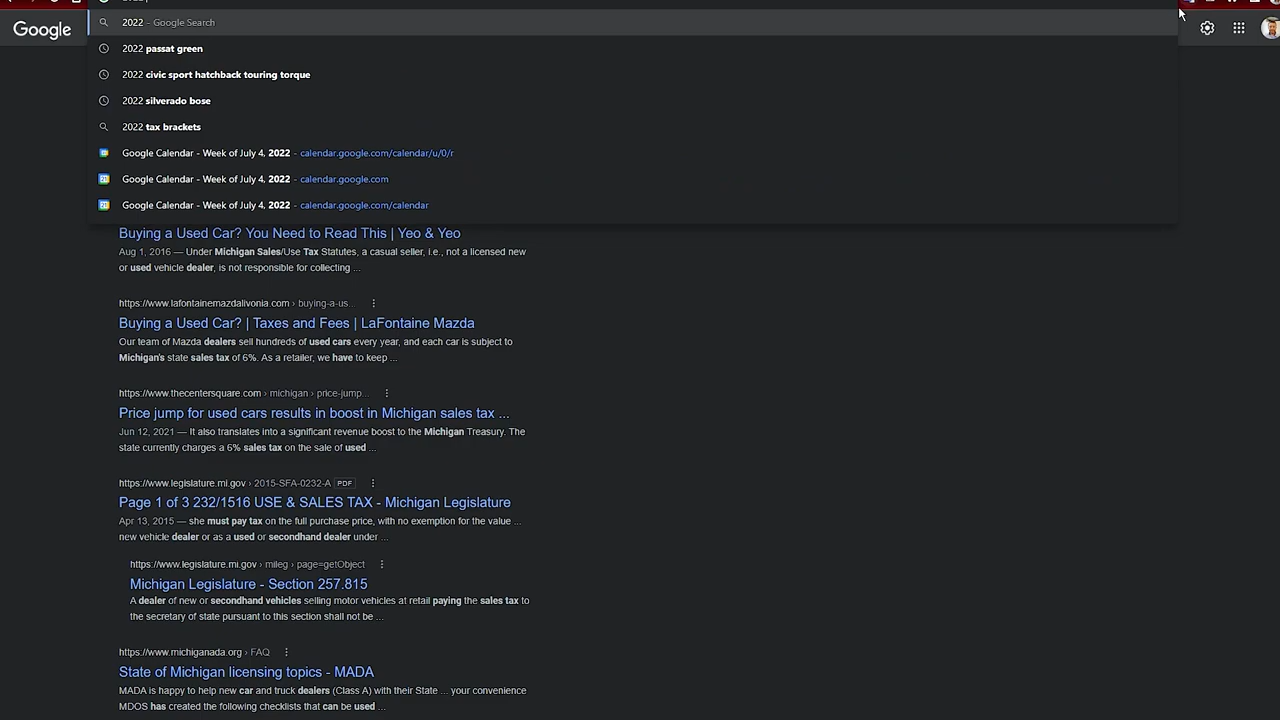 2022 - Google Search
Google
2022 passat green
2022 civic sport hatchback touring torque
2022 silverado bose
2022 tax brackets
Google Calendar - Week of July 4, 2022 - calendar.google.com/calendar/u/0/r
Google Calendar - Week of July 4, 2022 - calendar.google.com
Google Calendar - Week of July 4, 2022 - calendar.google.com/calendar
Buying a Used Car? You Need to Read This | Yeo & Yeo
Aug 1, 2016 — Under Michigan Sales/Use Tax Statutes, a casual seller, i.e., not a licensed new
or used vehicle dealer, is not responsible for collecting ...
https://www.lafontainemazdalivonia.com › buying-a-us...
Buying a Used Car? | Taxes and Fees | LaFontaine Mazda
Our team of Mazda dealers sell hundreds of used cars every year, and each car is subject to
Michigan's state sales tax of 6%. As a retailer, we have to keep ...
https://www.thecentersquare.com › michigan › price-jump...
Price jump for used cars results in boost in Michigan sales tax ...
Jun 12, 2021 — It also translates into a significant revenue boost to the Michigan Treasury. The
state currently charges a 6% sales tax on the sale of used ...
https://www.legislature.mi.gov › 2015-SFA-0232-A PDF
Page 1 of 3 232/1516 USE & SALES TAX - Michigan Legislature
Apr 13, 2015 — she must pay tax on the full purchase price, with no exemption for the value ...
new vehicle dealer or as a used or secondhand dealer under ...
https://www.legislature.mi.gov › mileg › page=getObject
Michigan Legislature - Section 257.815
A dealer of new or secondhand vehicles selling motor vehicles at retail paying the sales tax to
the secretary of state pursuant to this section shall not be ...
https://www.michiganada.org › FAQ
State of Michigan licensing topics - MADA
MADA is happy to help new car and truck dealers (Class A) with their State ... your convenience
MDOS has created the following checklists that can be used ...